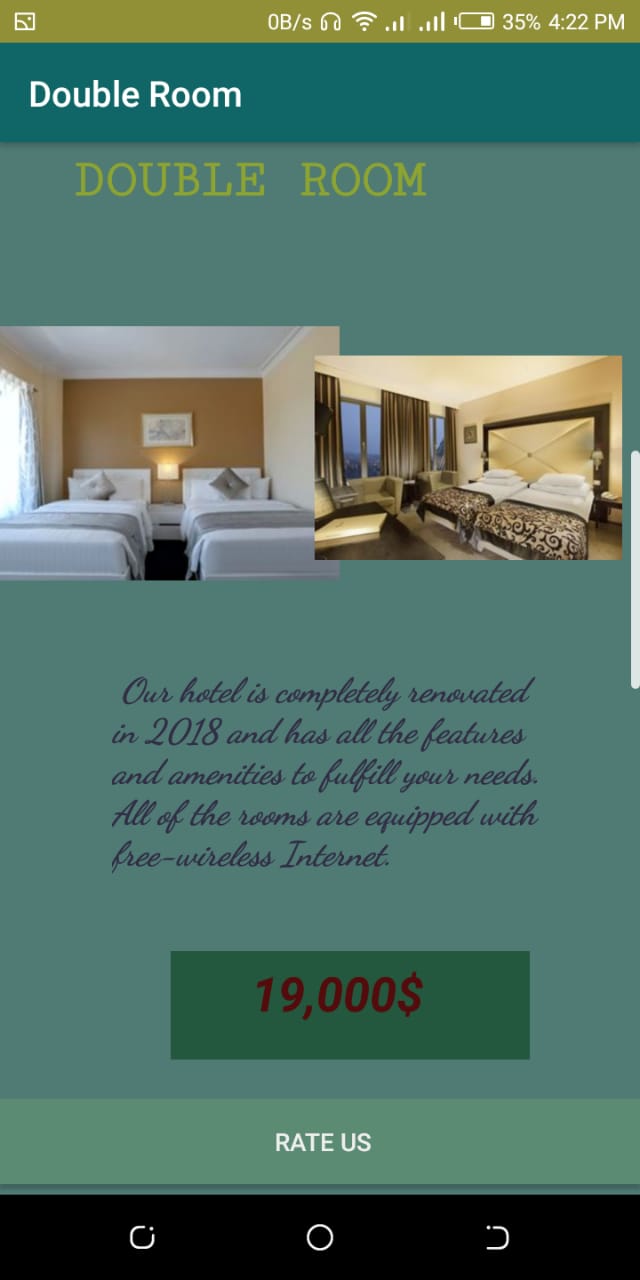 0B/s 35% 4:22 PM
Double Room
DOUBLE ROOM
Our hotel is completely renovated
in 2018 and has all the features
and amenities to fulfill your needs.
All of the rooms are equipped with
free-wireless Internet.
19,000$
RATE US